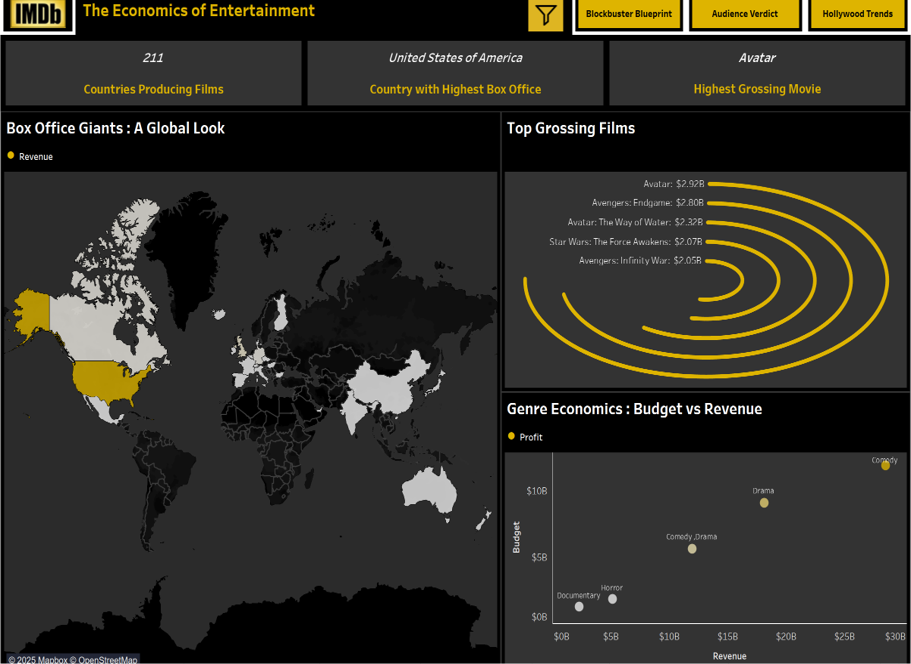 IMDb
The Economics of Entertainment
Blockbuster Blueprint
Audience Verdict
Hollywood Trends
211
Countries Producing Films
United States of America
Country with Highest Box Office
Avatar
Highest Grossing Movie
Box Office Giants : A Global Look
Revenue
© 2025 Mapbox © OpenStreetMap
Top Grossing Films
Avatar: $2.92B
Avengers: Endgame: $2.80B
Avatar: The Way of Water: $2.32B
Star Wars: The Force Awakens: $2.07B
Avengers: Infinity War: $2.05B
Genre Economics : Budget vs Revenue
Profit
Comedy
Drama
Comedy ,Drama
Horror
Documentary
Budget
$10B
$5B
$0B
$0B $5B $10B $15B $20B $25B $30B
Revenue